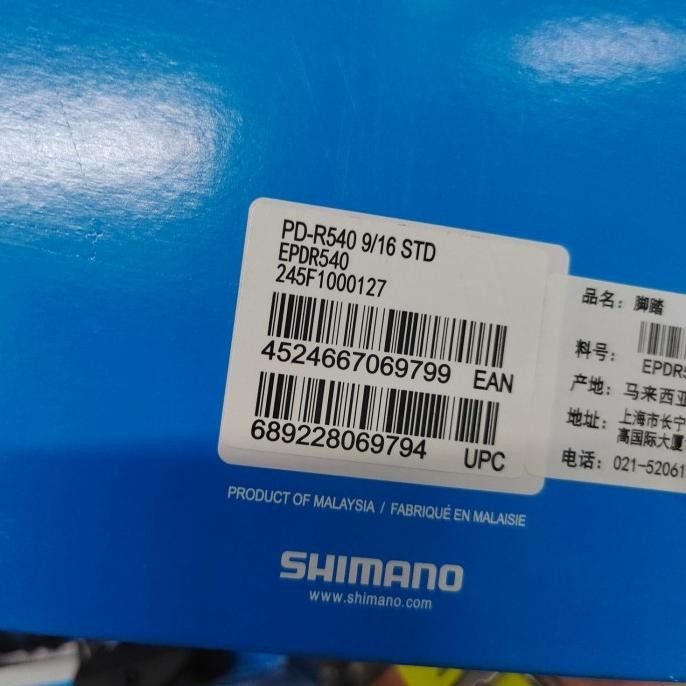 PD-R540 9/16 STD
EPDR540
245F1000127
4524667069799 EAN
689228069794 UPC
品名：脚踏
料号：
EPDR5
产地：马来西亚
地址：上海市长宁
高国际大厦
电话：021-52061
PRODUCT OF MALAYSIA / FABRIQUÉ EN MALAISIE
SHIMANO
www.shimano.com